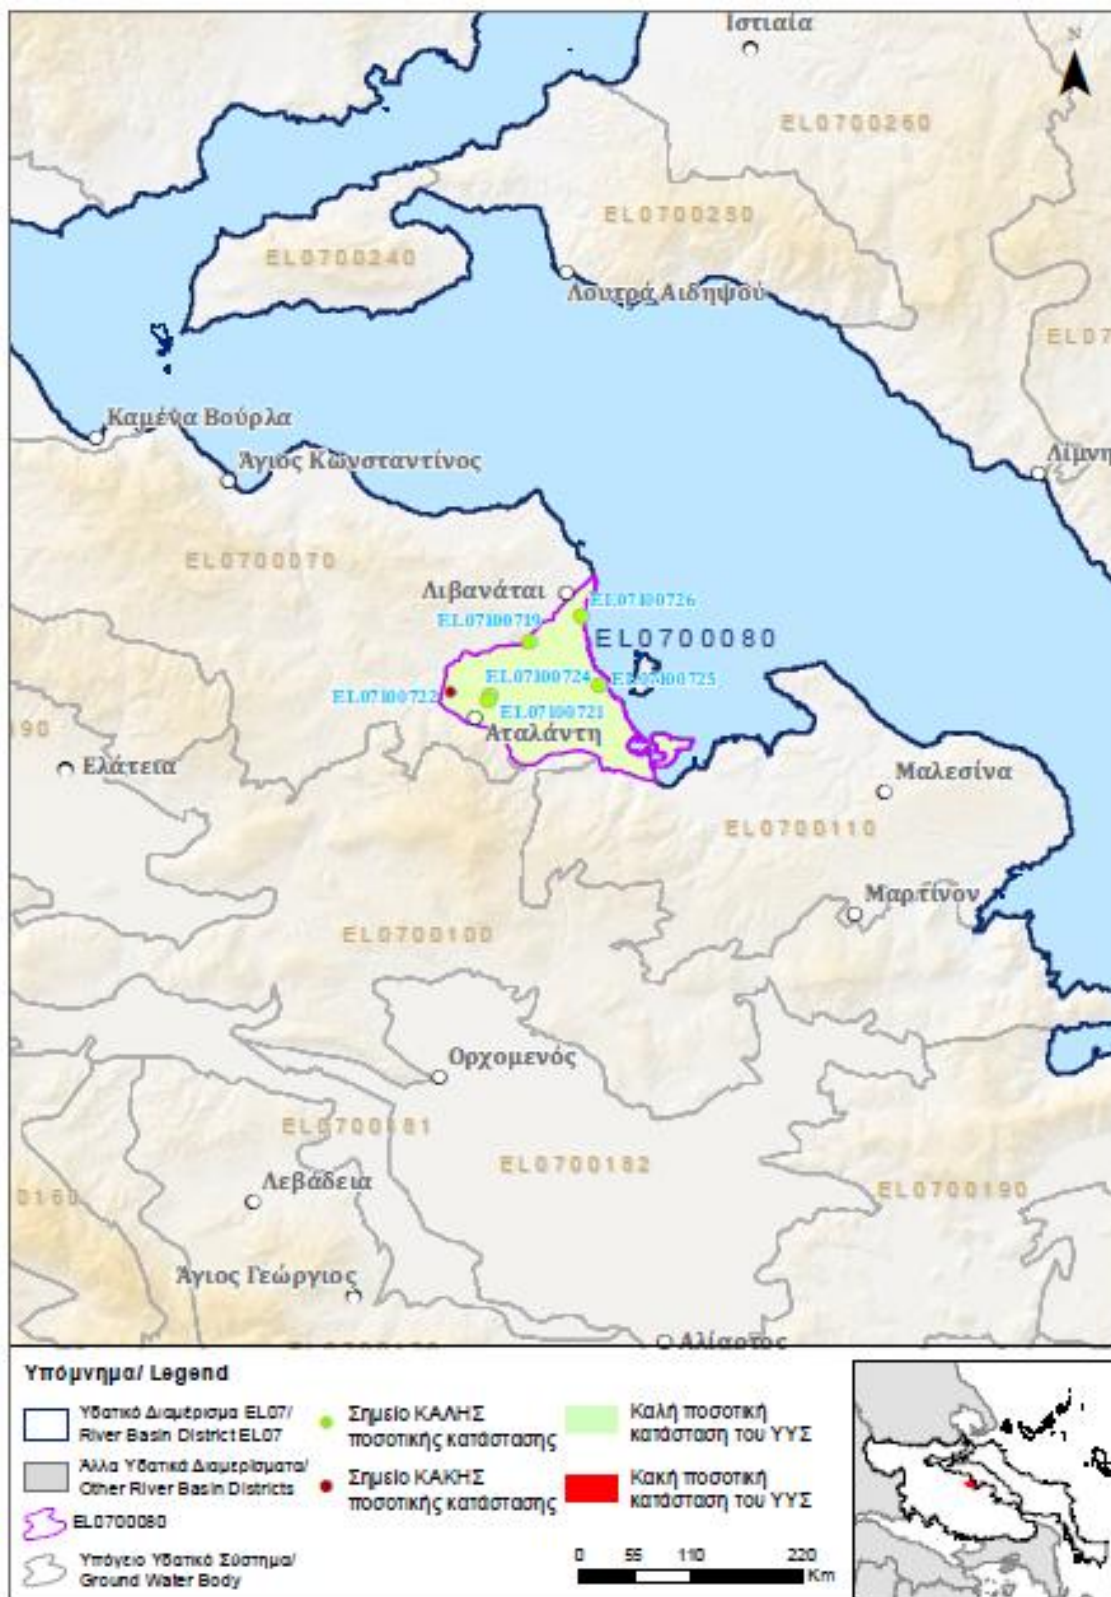 Ιστιαία
N
EL0700260
EL0700250
EL0700240
Λουτρά Αιδηψού
EL07
Καμένα Βούρλα
Λίμνη
Άγιος Κωνσταντίνος
EL0700070
Λιβανάται
EL07100726
EL07100719
EL0700080
EL07100724
EL07100725
EL07100722
EL07100721
Αταλάντη
190
Ελάτεια
Μαλεσίνα
EL0700110
Μαρτίνον
EL0700100
Ορχομενός
EL0700181
EL0700182
Λεβάδεια
EL0700190
0160
Άγιος Γεώργιος
Αλίαρτος
Υπόμνημα/ Legend
Υδατικό Διαμέρισμα EL07/
River Basin District EL07
Άλλα Υδατικά Διαμερίσματα/
Other River Basin Districts
EL0700080
Υπόγειο Υδατικό Σύστημα/
Ground Water Body
Σημείο ΚΑΛΗΣ
ποσοτικής κατάστασης
Σημείο ΚΑΚΗΣ
ποσοτικής κατάστασης
Καλή ποσοτική
κατάσταση του ΥΥΣ
Κακή ποσοτική
κατάσταση του ΥΥΣ
0 55 110 220
Km